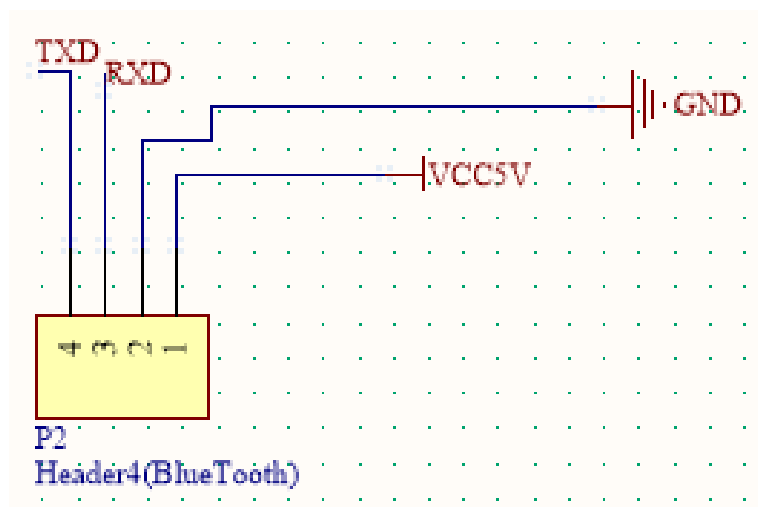 TXD
RXD
GND
VCC5V
4 3 2 1
P2
Header4(BlueTooth)